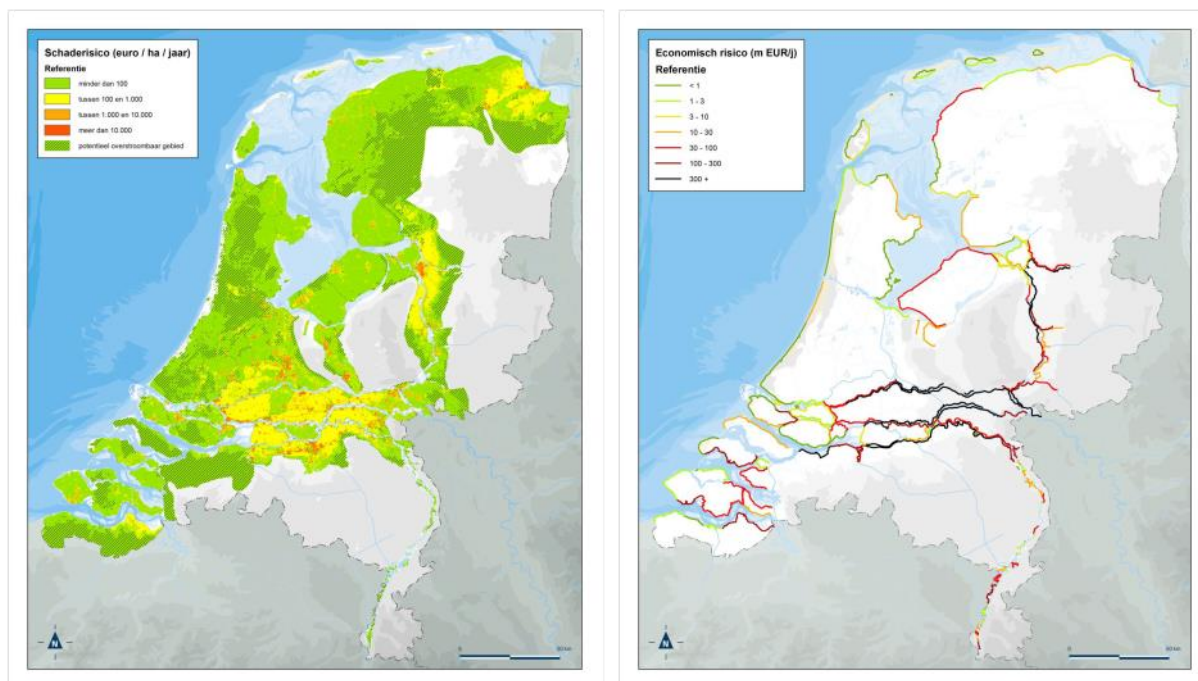 Schaderisico (euro / ha / jaar)
Referentie
minder dan 100
tussen 100 en 1.000
tussen 1.000 en 10.000
meer dan 10.000
potentieel overstroombaar gebied
N
0
Economisch risico (m EUR/j)
Referentie
< 1
1 - 3
3 - 10
10 - 30
30 - 100
100 - 300
300 +
N
0